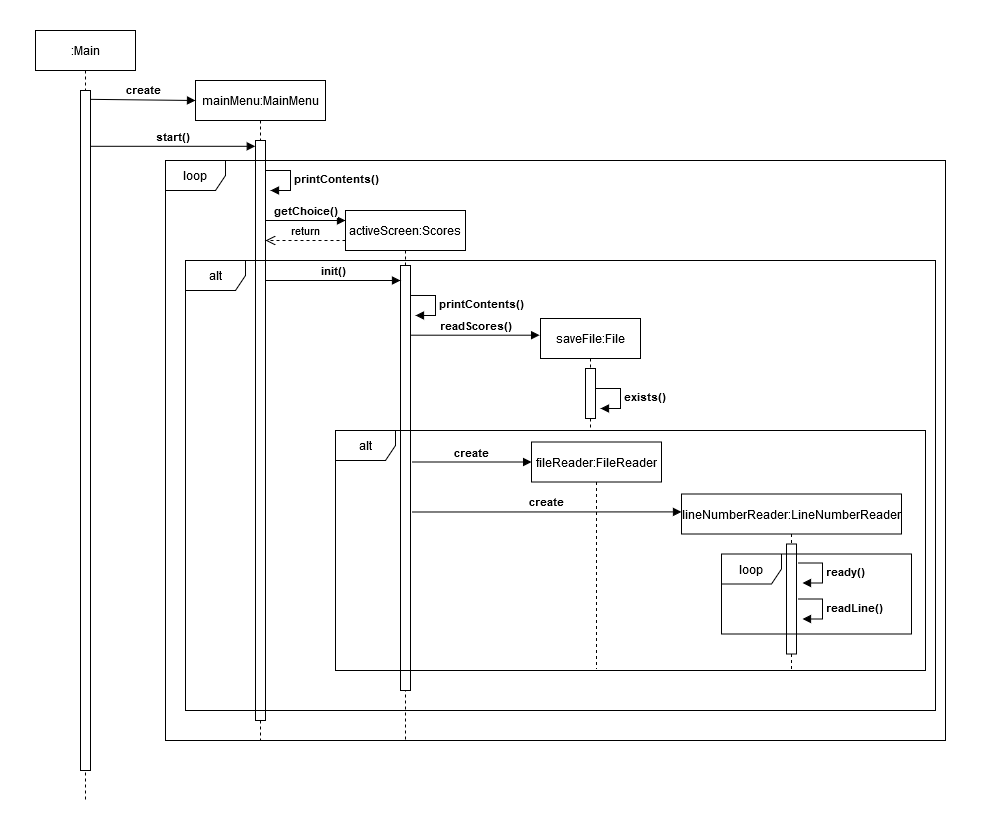 :Main
create
mainMenu:MainMenu
start()
loop
printContents()
getChoice()
activeScreen:Scores
return
alt
init()
printContents()
readScores()
saveFile:File
exists()
alt
create
fileReader:FileReader
create
lineNumberReader:LineNumberReader
loop
ready()
readLine()